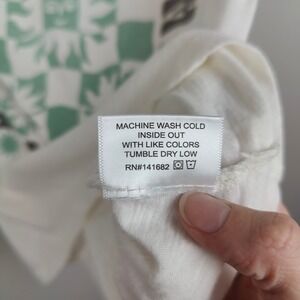 MACHINE WASH COLD
INSIDE OUT
WITH LIKE COLORS
TUMBLE DRY LOW
RN#141682